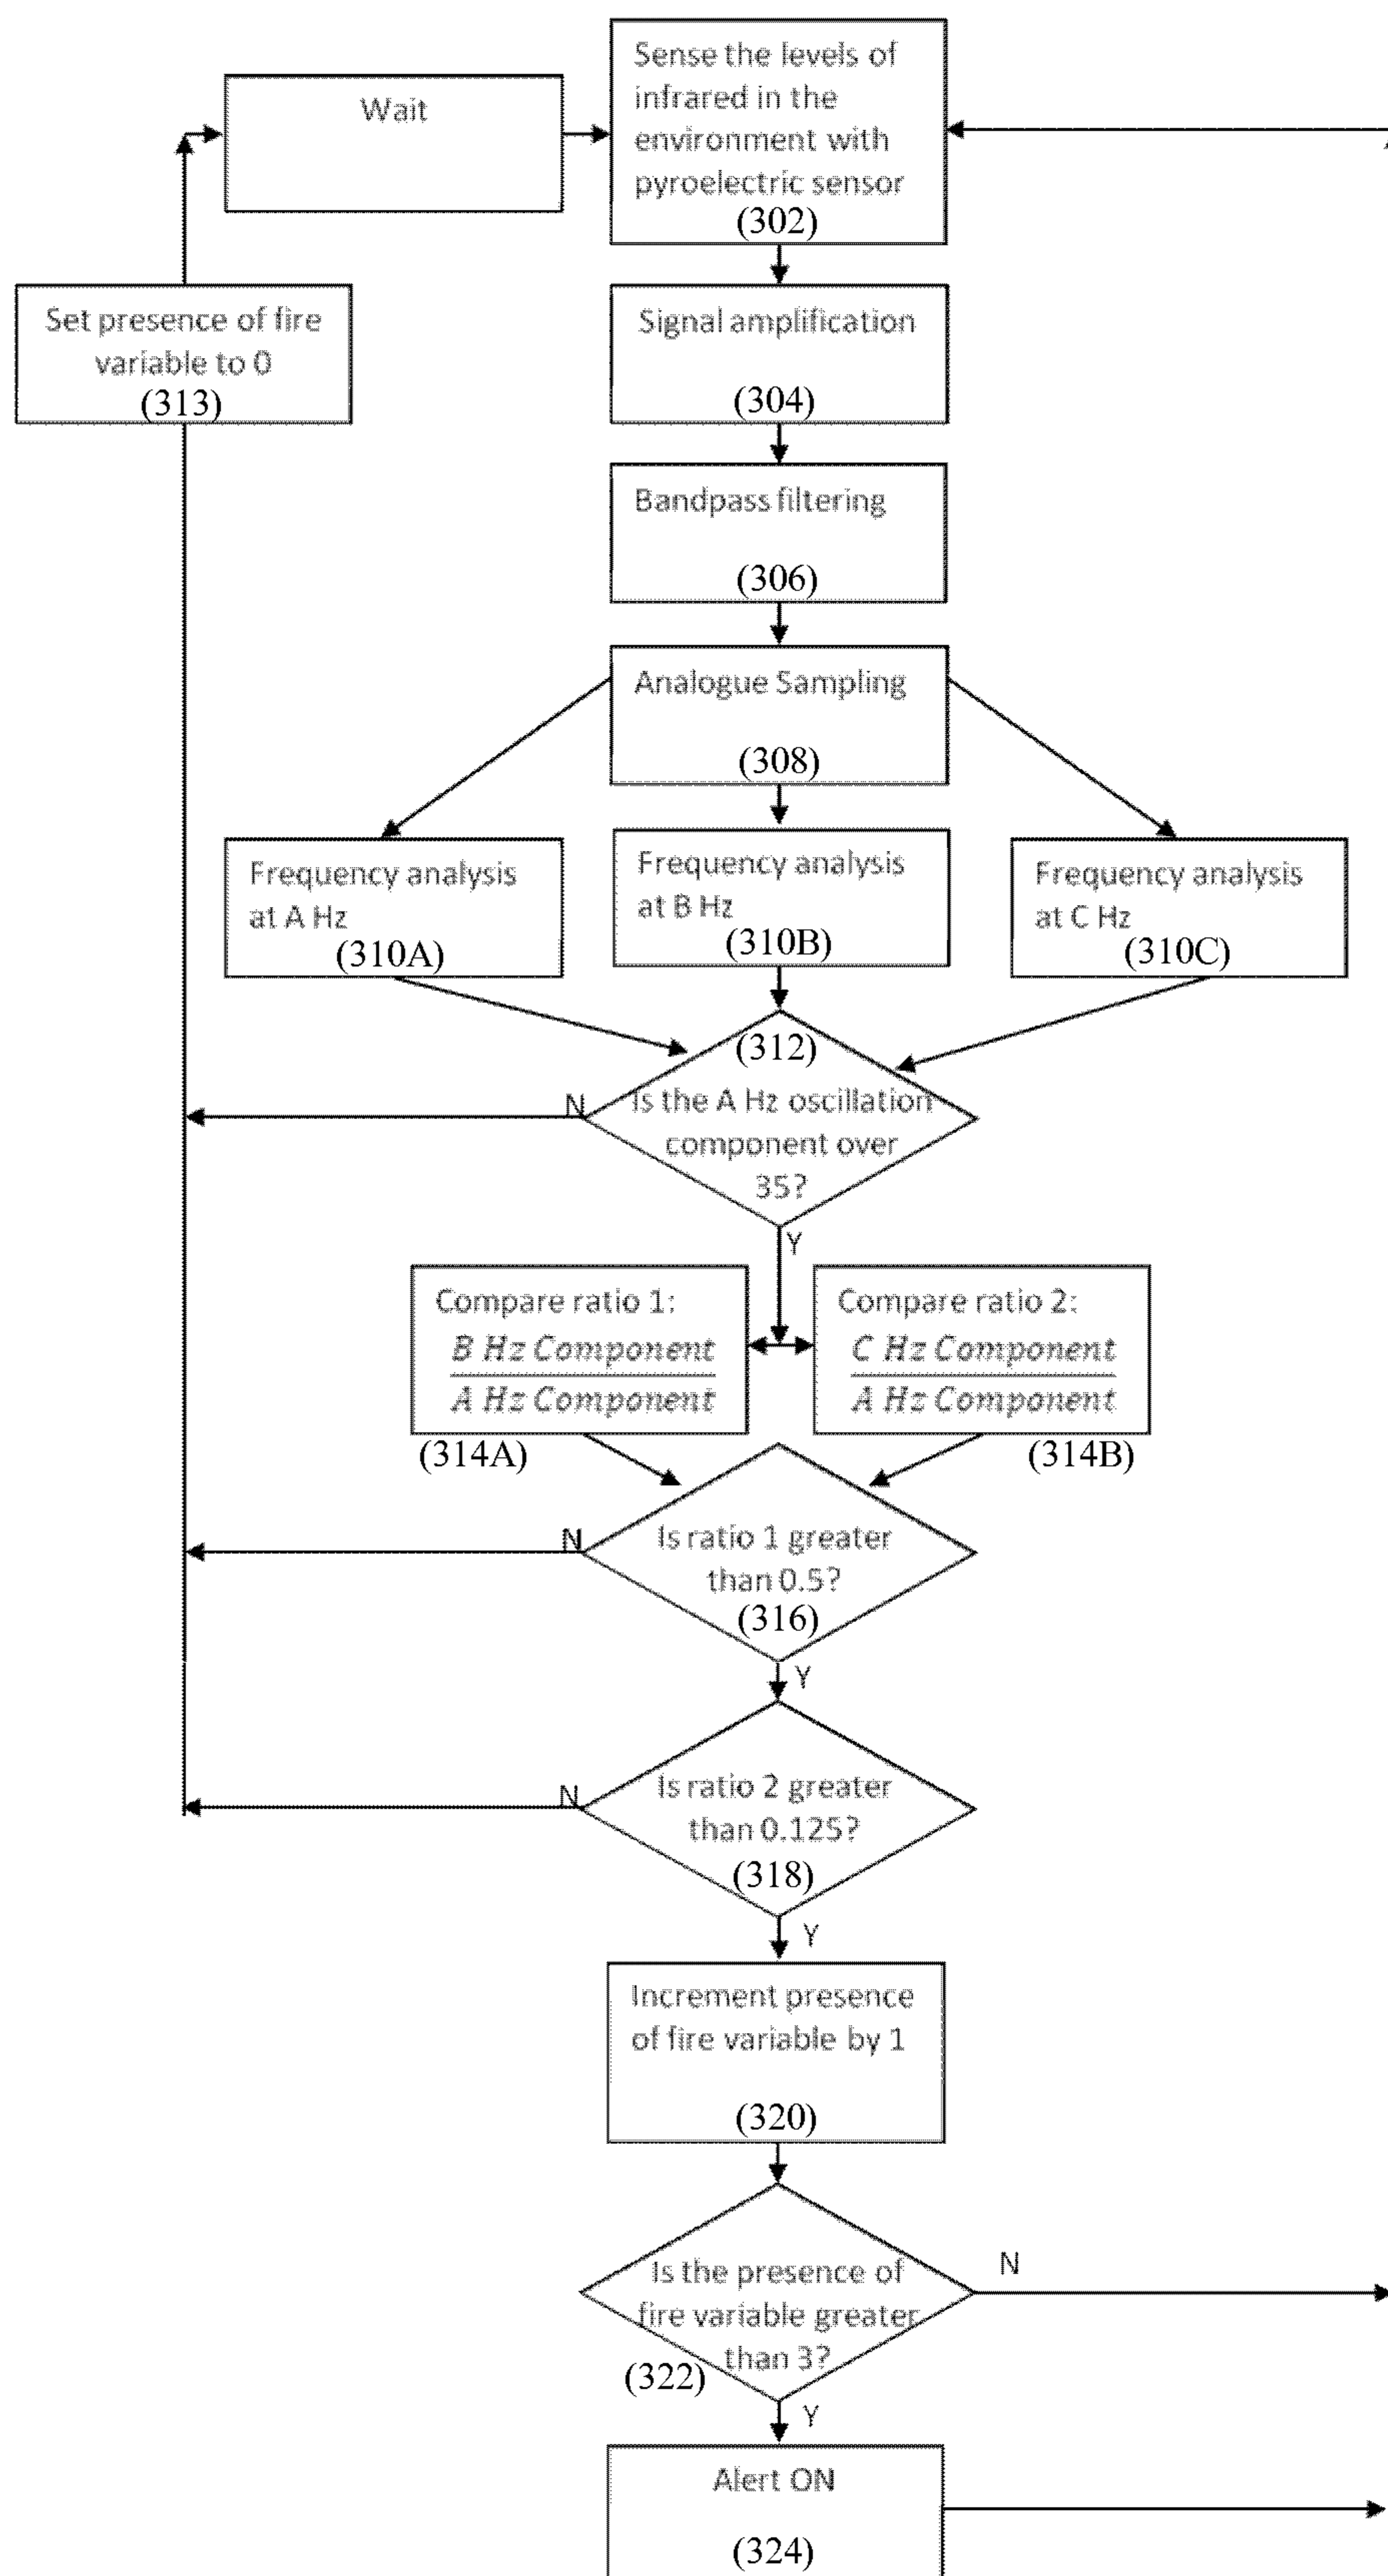 Wait
Sense the levels of
infrared in the
environment with
pyroelectric sensor
(302)
Set presence of fire
variable to 0
(313)
Signal amplification
(304)
Bandpass filtering
(306)
Analogue Sampling
(308)
Frequency analysis
at A Hz
(310A)
Frequency analysis
at B Hz
(310B)
Frequency analysis
at C Hz
(310C)
(312)
Is the A Hz oscillation
component over
35?
N
Y
Compare ratio 1:
B Hz Component
A Hz Component
(314A)
Compare ratio 2:
C Hz Component
A Hz Component
(314B)
Is ratio 1 greater
than 0.5?
(316)
N
Y
Is ratio 2 greater
than 0.125?
(318)
N
Y
Increment presence
of fire variable by 1
(320)
Is the presence of
fire variable greater
than 3?
(322)
N
Y
Alert ON
(324)